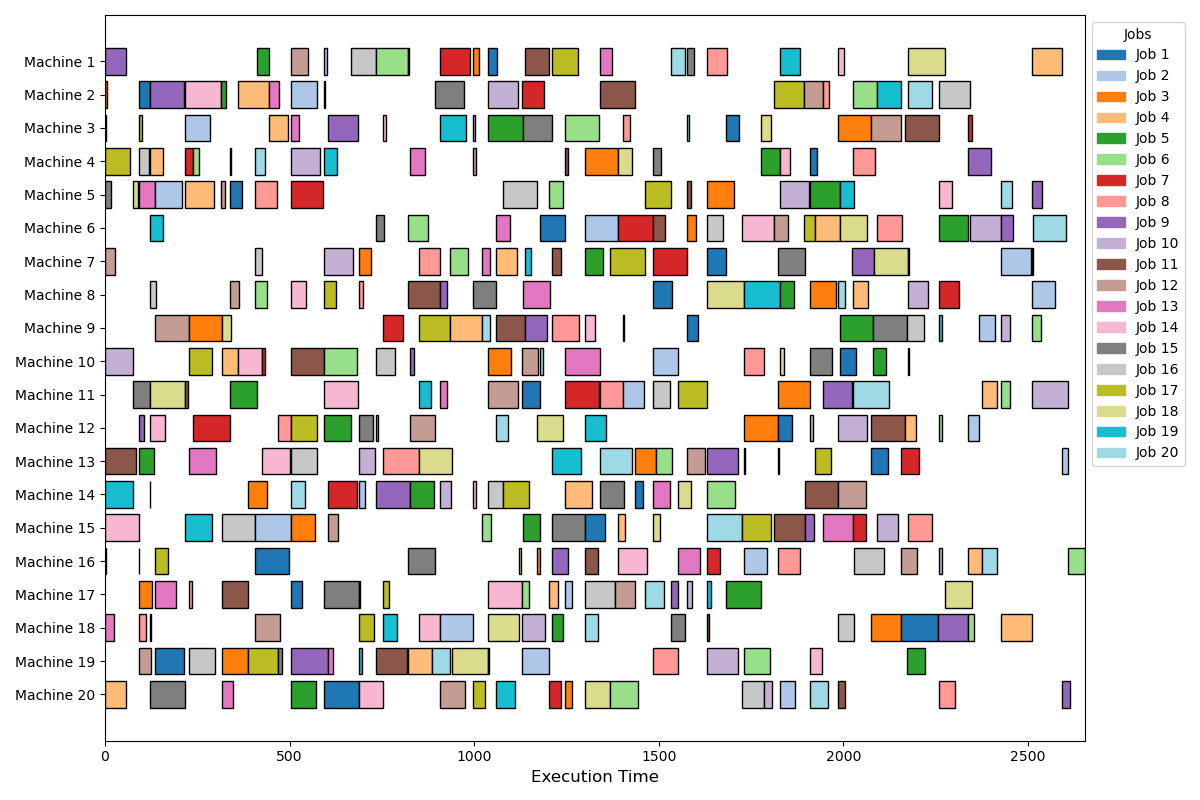 Machine 1
Machine 2
Machine 3
Machine 4
Machine 5
Machine 6
Machine 7
Machine 8
Machine 9
Machine 10
Machine 11
Machine 12
Machine 13
Machine 14
Machine 15
Machine 16
Machine 17
Machine 18
Machine 19
Machine 20
0 500 1000 1500 2000 2500
Execution Time
Jobs
Job 1
Job 2
Job 3
Job 4
Job 5
Job 6
Job 7
Job 8
Job 9
Job 10
Job 11
Job 12
Job 13
Job 14
Job 15
Job 16
Job 17
Job 18
Job 19
Job 20